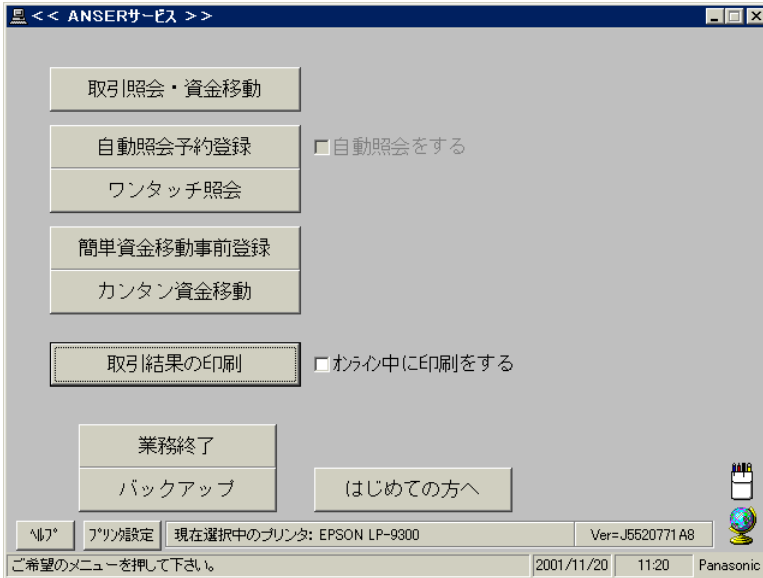 << ANSERｻｰﾋﾞｽ >>
取引照会・資金移動
自動照会予約登録
自動照会をする
ワンタッチ照会
簡単資金移動事前登録
カンタン資金移動
取引結果の印刷
ｵﾝﾗｲﾝ中に印刷をする
業務終了
バックアップ
はじめての方へ
ﾍﾙﾌﾟ
ﾌﾟﾘﾝﾀ設定
現在選択中のプリンタ: EPSON LP-9300
Ver=J5520771A8
ご希望のメニューを押して下さい。
2001/11/20
11:20
Panasonic